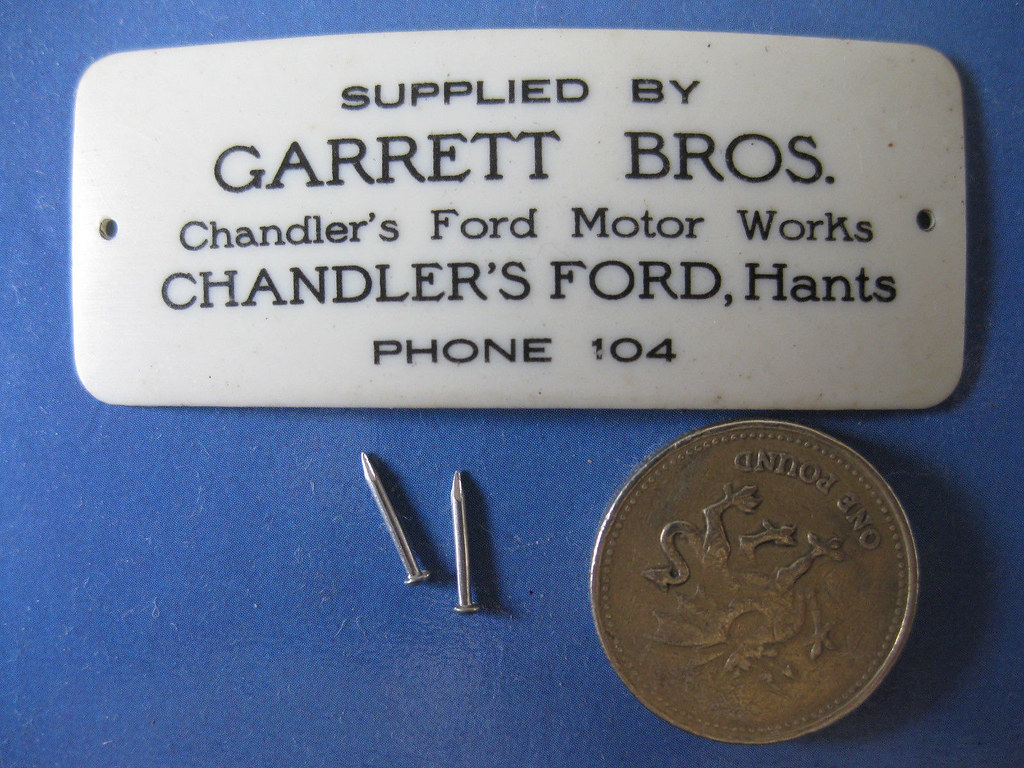 SUPPLIED BY
GARRETT BROS.
Chandler's Ford Motor Works
CHANDLER'S FORD, Hants
PHONE 104
ONE POUND